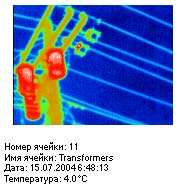 Номер ячейки: 11
Имя ячейки: Transformers
Дата: 15.07.2004 6:48:13
Температура: 4.0°C